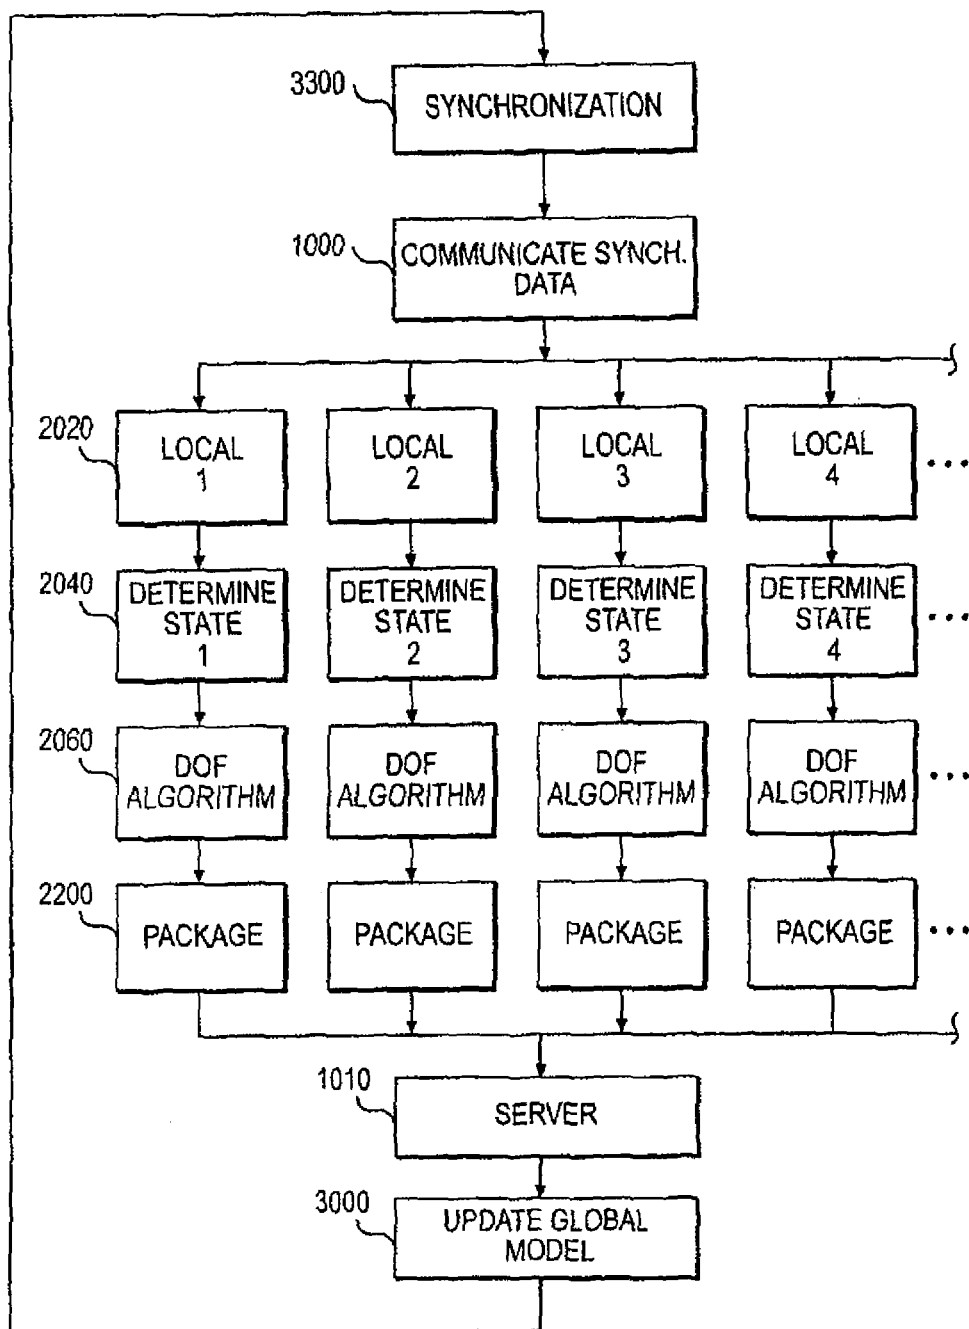 3300
SYNCHRONIZATION
1000
COMMUNICATE SYNCH.
DATA
2020
LOCAL
1
LOCAL
2
LOCAL
3
LOCAL
4
...
2040
DETERMINE
STATE
1
DETERMINE
STATE
2
DETERMINE
STATE
3
DETERMINE
STATE
4
...
2060
DOF
ALGORITHM
DOF
ALGORITHM
DOF
ALGORITHM
DOF
ALGORITHM
...
2200
PACKAGE
PACKAGE
PACKAGE
PACKAGE
...
1010
SERVER
3000
UPDATE GLOBAL
MODEL